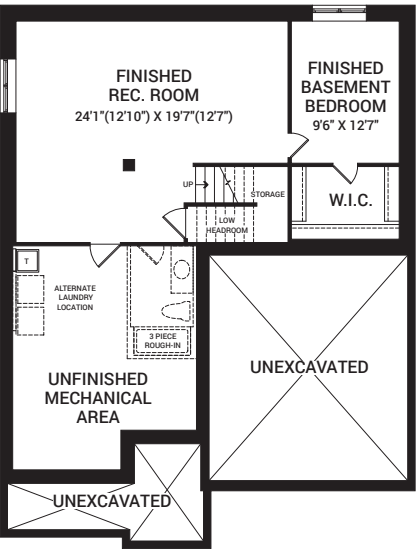 FINISHED
REC. ROOM
24'1"(12'10") X 19'7"(12'7")
FINISHED
BASEMENT
BEDROOM
9'6" X 12'7"
UP
STORAGE
W.I.C.
LOW
HEADROOM
T
ALTERNATE
LAUNDRY
LOCATION
3 PIECE
ROUGH-IN
UNFINISHED
MECHANICAL
AREA
UNEXCAVATED
UNEXCAVATED